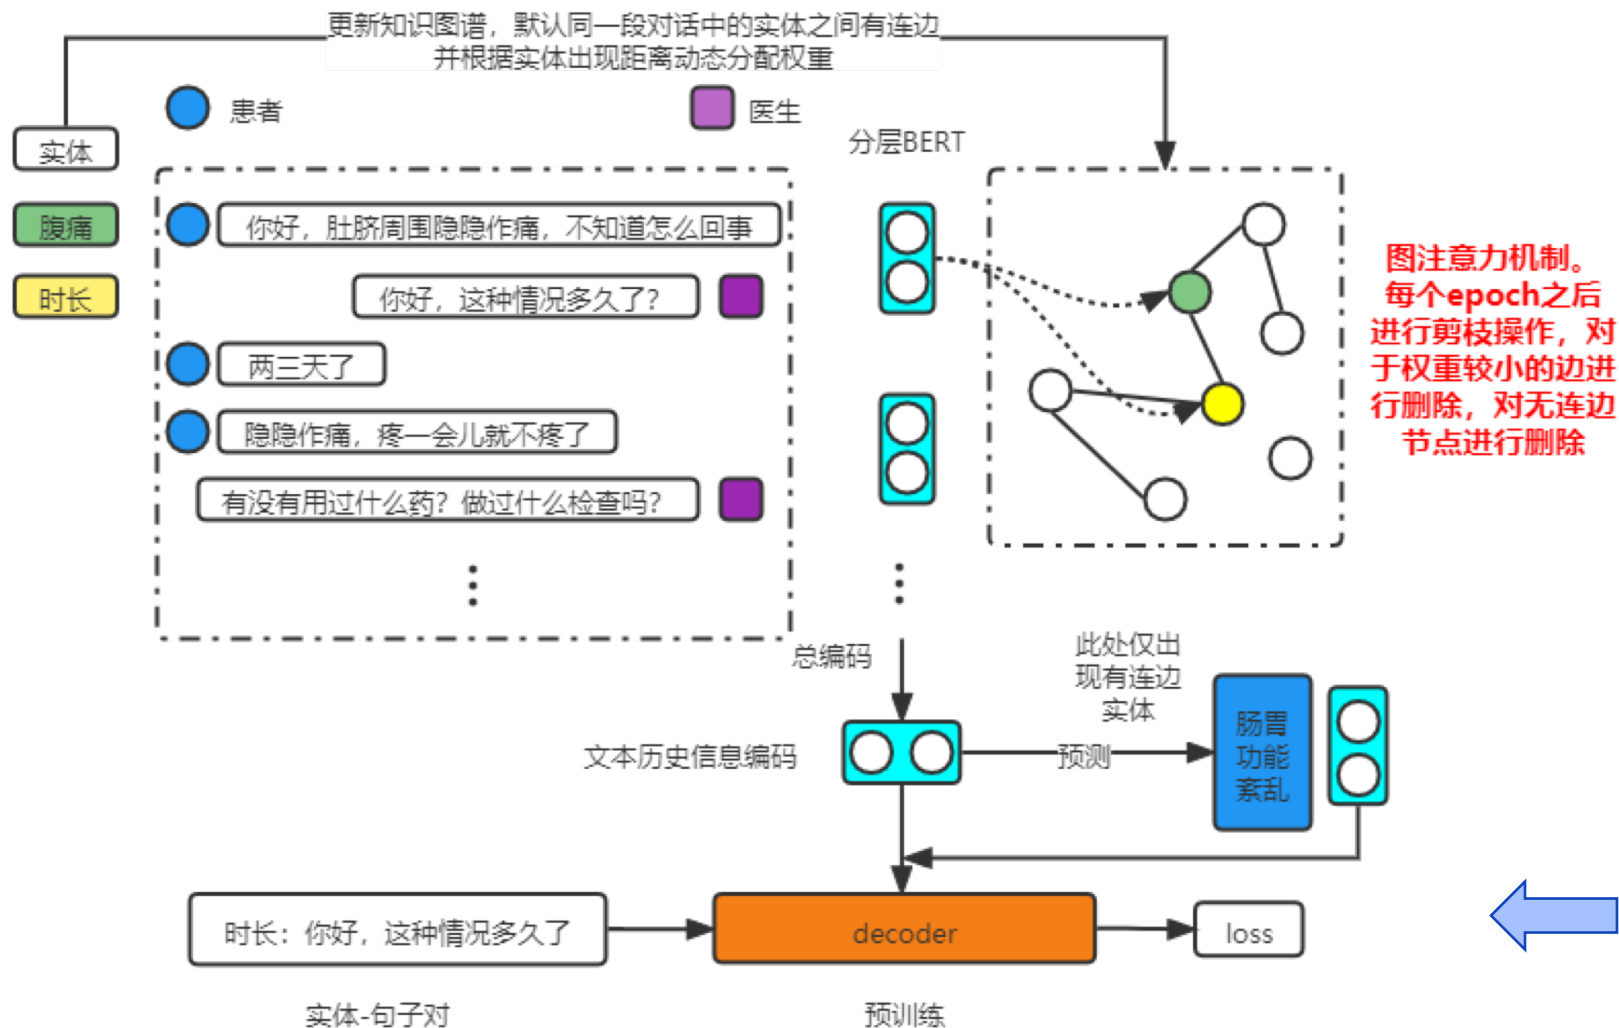 更新知识图谱，默认同一段对话中的实体之间有连边
并根据实体出现距离动态分配权重
患者
医生
实体
分层BERT
腹痛
你好，肚脐周围隐隐作痛，不知道怎么回事
时长
你好，这种情况多久了？
两三天了
隐隐作痛，疼一会儿就不疼了
有没有用过什么药？做过什么检查吗？
图注意力机制。
每个epoch之后
进行剪枝操作，对
于权重较小的边进
行删除，对无连边
节点进行删除
总编码
此处仅出
现有连边
实体
文本历史信息编码
预测
肠胃
功能
紊乱
时长：你好，这种情况多久了
decoder
loss
实体-句子对
预训练